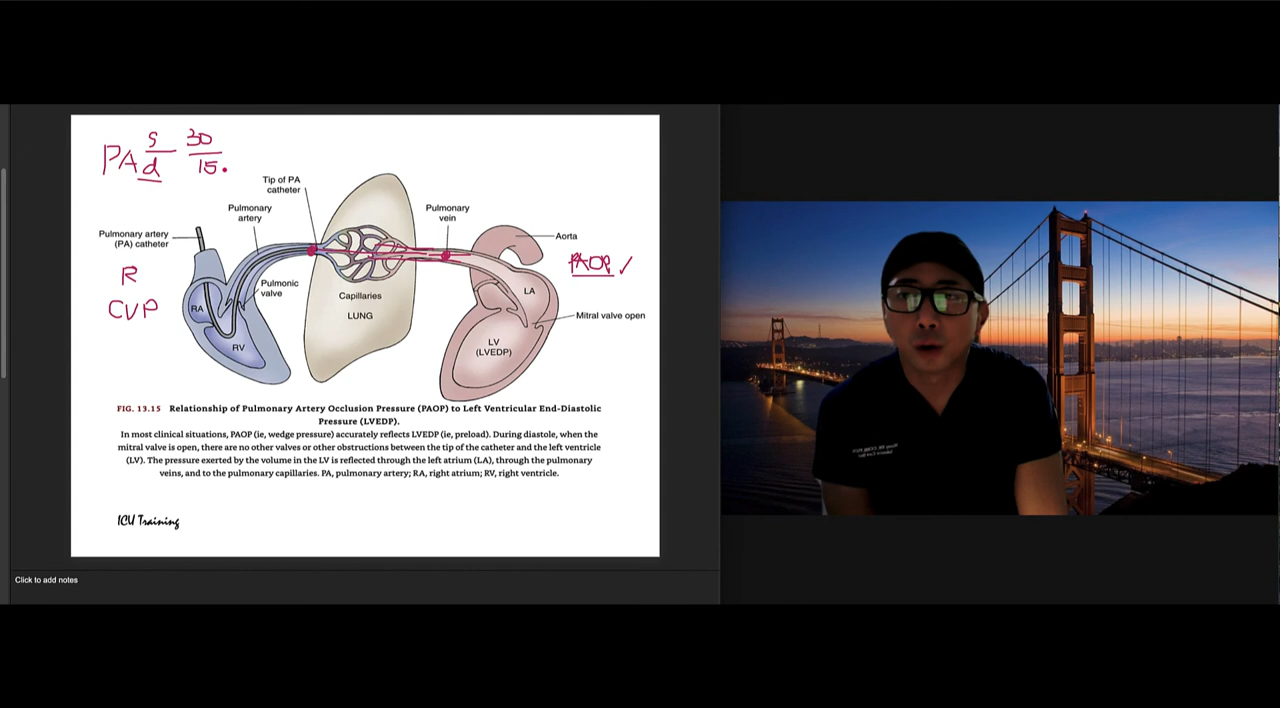 PA s/d 30/15.
Tip of PA
catheter
Pulmonary
artery
Pulmonary
vein
Pulmonary artery
(PA) catheter
Aorta
R
CVP
PAOP ✓
Pulmonic
valve
RA
RV
Capillaries
LUNG
LA
Mitral valve open
LV
(LVEDP)
FIG. 13.15 Relationship of Pulmonary Artery Occlusion Pressure (PAOP) to Left Ventricular End-Diastolic
Pressure (LVEDP).
In most clinical situations, PAOP (ie, wedge pressure) accurately reflects LVEDP (ie, preload). During diastole, when the
mitral valve is open, there are no other valves or other obstructions between the tip of the catheter and the left ventricle
(LV). The pressure exerted by the volume in the LV is reflected through the left atrium (LA), through the pulmonary
veins, and to the pulmonary capillaries. PA, pulmonary artery; RA, right atrium; RV, right ventricle.
ICU Training
Click to add notes